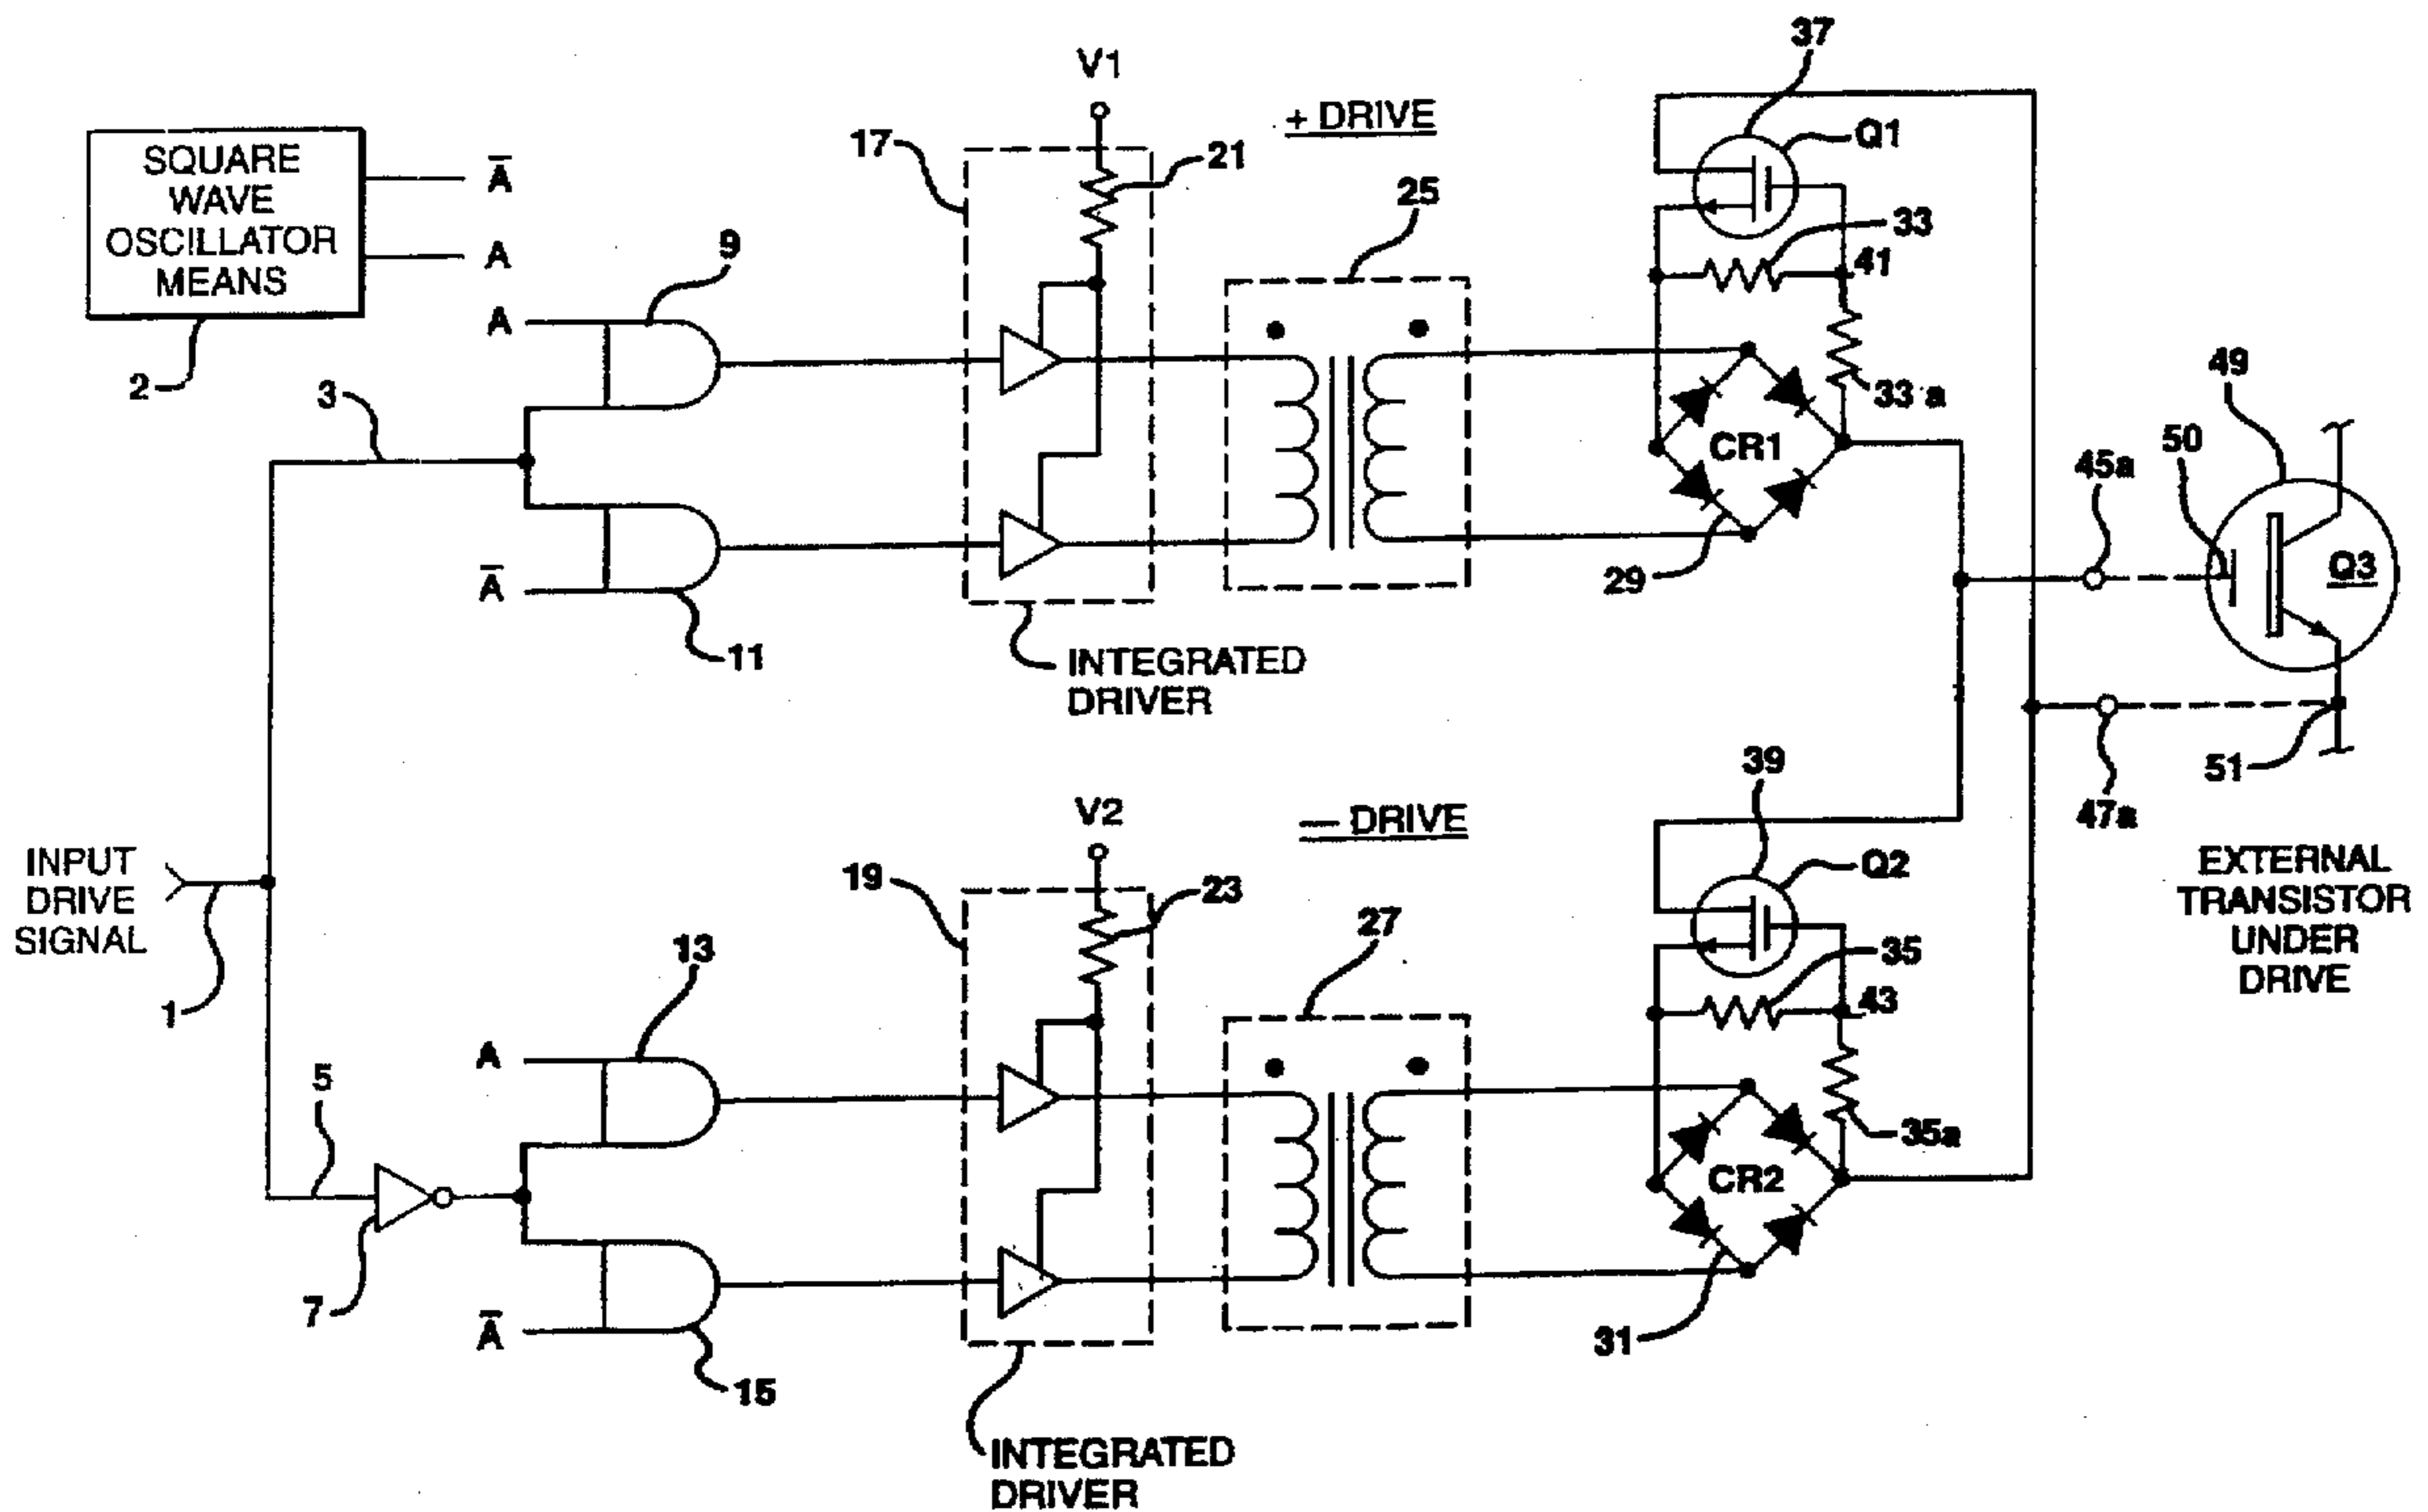 SQUARE
WAVE
OSCILLATOR
MEANS
Ā
A
2
3
A
9
Ā
11
V1
+ DRIVE
17
21
25
INTEGRATED
DRIVER
37
Q1
33
41
33a
CR1
29
49
50
45a
Q3
51
47a
EXTERNAL
TRANSISTOR
UNDER
DRIVE
INPUT
DRIVE
SIGNAL
1
5
7
A
13
Ā
15
V2
— DRIVE
19
23
27
INTEGRATED
DRIVER
39
Q2
35
43
35a
CR2
31